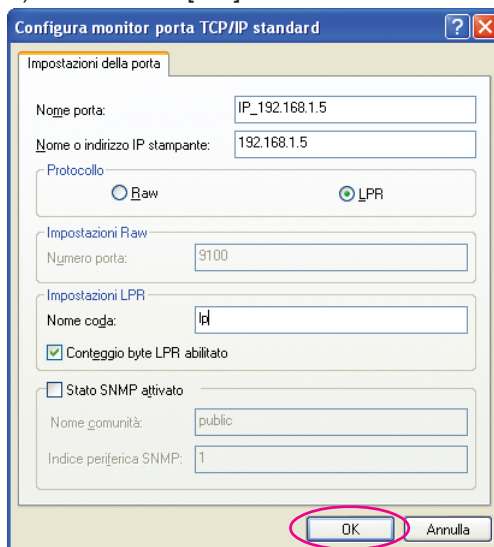 Configura monitor porta TCP/IP standard
Impostazioni della porta
Nome porta: IP_192.168.1.5
Nome o indirizzo IP stampante: 192.168.1.5
Protocollo
Raw LPR
Impostazioni Raw
Numero porta: 9100
Impostazioni LPR
Nome coda: lp
Conteggio byte LPR abilitato
Stato SNMP attivato
Nome comunità: public
Indice periferica SNMP: 1
OK Annulla